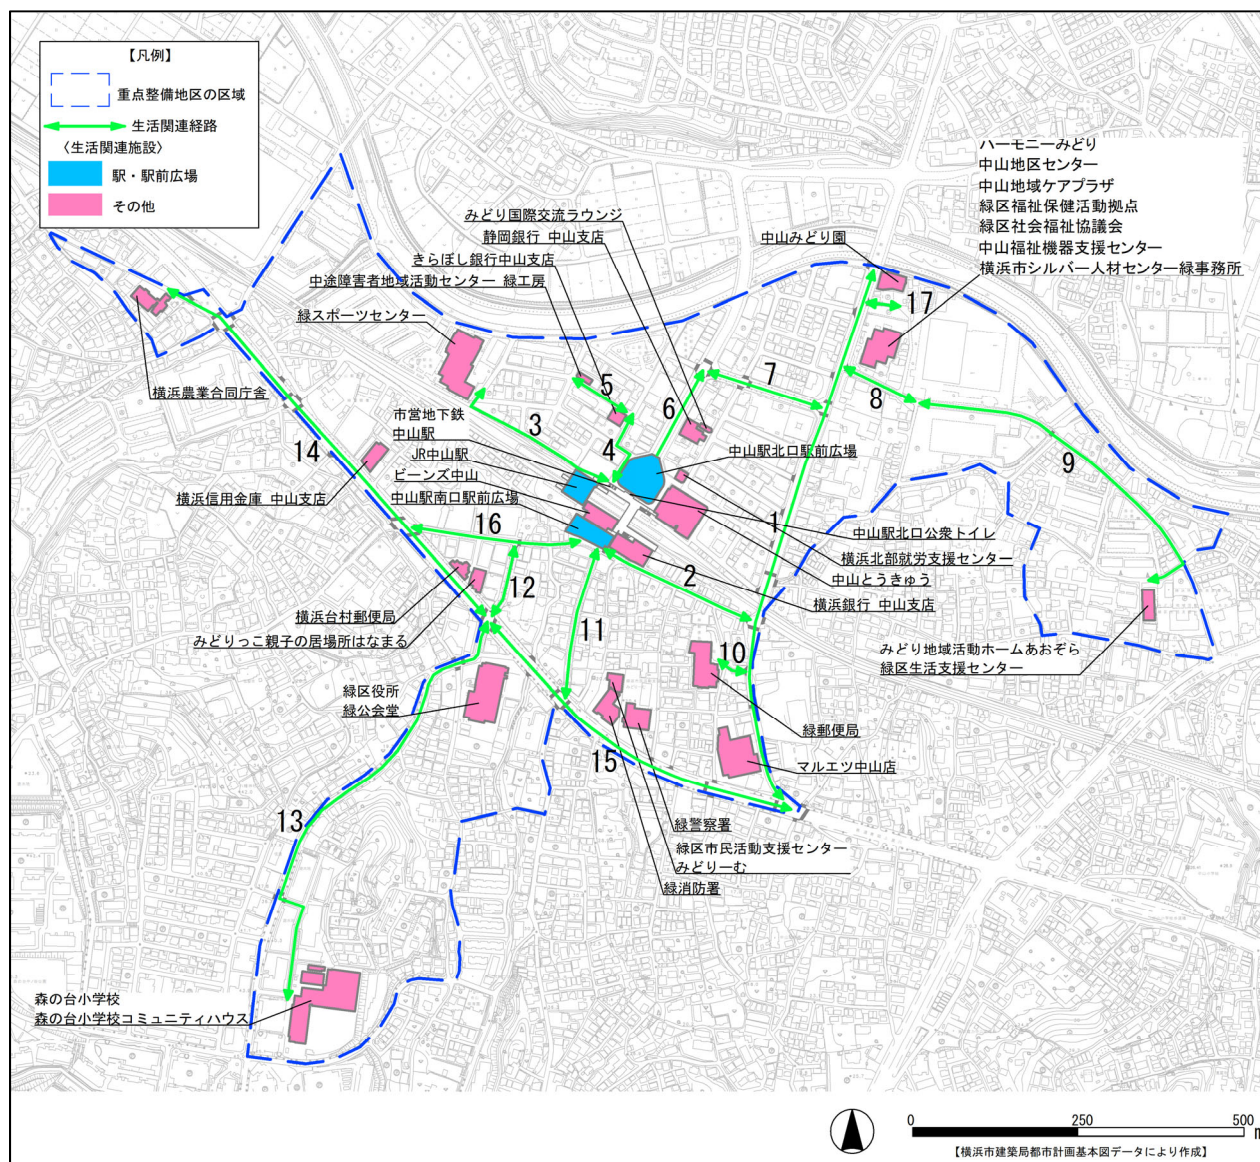 【凡例】
重点整備地区の区域
生活関連経路
〈生活関連施設〉
駅・駅前広場
その他
ハーモニーみどり
中山地区センター
中山地域ケアプラザ
緑区福祉保健活動拠点
緑区社会福祉協議会
中山福祉機器支援センター
横浜市シルバー人材センター緑事務所
みどり国際交流ラウンジ
静岡銀行 中山支店
きらぼし銀行中山支店
中途障害者地域活動センター 緑工房
緑スポーツセンター
中山みどり園
17
横浜農業合同庁舎
5
7
8
6
3
市営地下鉄
中山駅
4
JR中山駅
ビーンズ中山
中山駅南口駅前広場
中山駅北口駅前広場
9
14
横浜信用金庫 中山支店
16
1
中山駅北口公衆トイレ
横浜北部就労支援センター
中山とうきゅう
横浜銀行 中山支店
2
12
横浜台村郵便局
みどりっこ親子の居場所はなまる
11
10
みどり地域活動ホームあおぞら
緑区生活支援センター
緑区役所
緑公会堂
緑郵便局
15
マルエツ中山店
13
緑警察署
緑区市民活動支援センター
みどりーむ
緑消防署
森の台小学校
森の台小学校コミュニティハウス
0
250
500
m
【横浜市建築局都市計画基本図データにより作成】